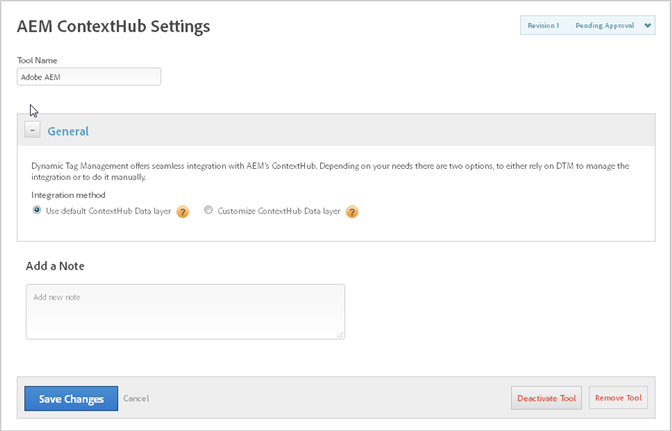 AEM ContextHub Settings
Revision 1 Pending Approval
Tool Name
Adobe AEM
- General
Dynamic Tag Management offers seamless integration with AEM's ContextHub. Depending on your needs there are two options, to either rely on DTM to manage the
integration or to do it manually.
Integration method
Use default ContextHub Data layer ? Customize ContextHub Data layer ?
Add a Note
Add new note
Save Changes Cancel Deactivate Tool Remove Tool